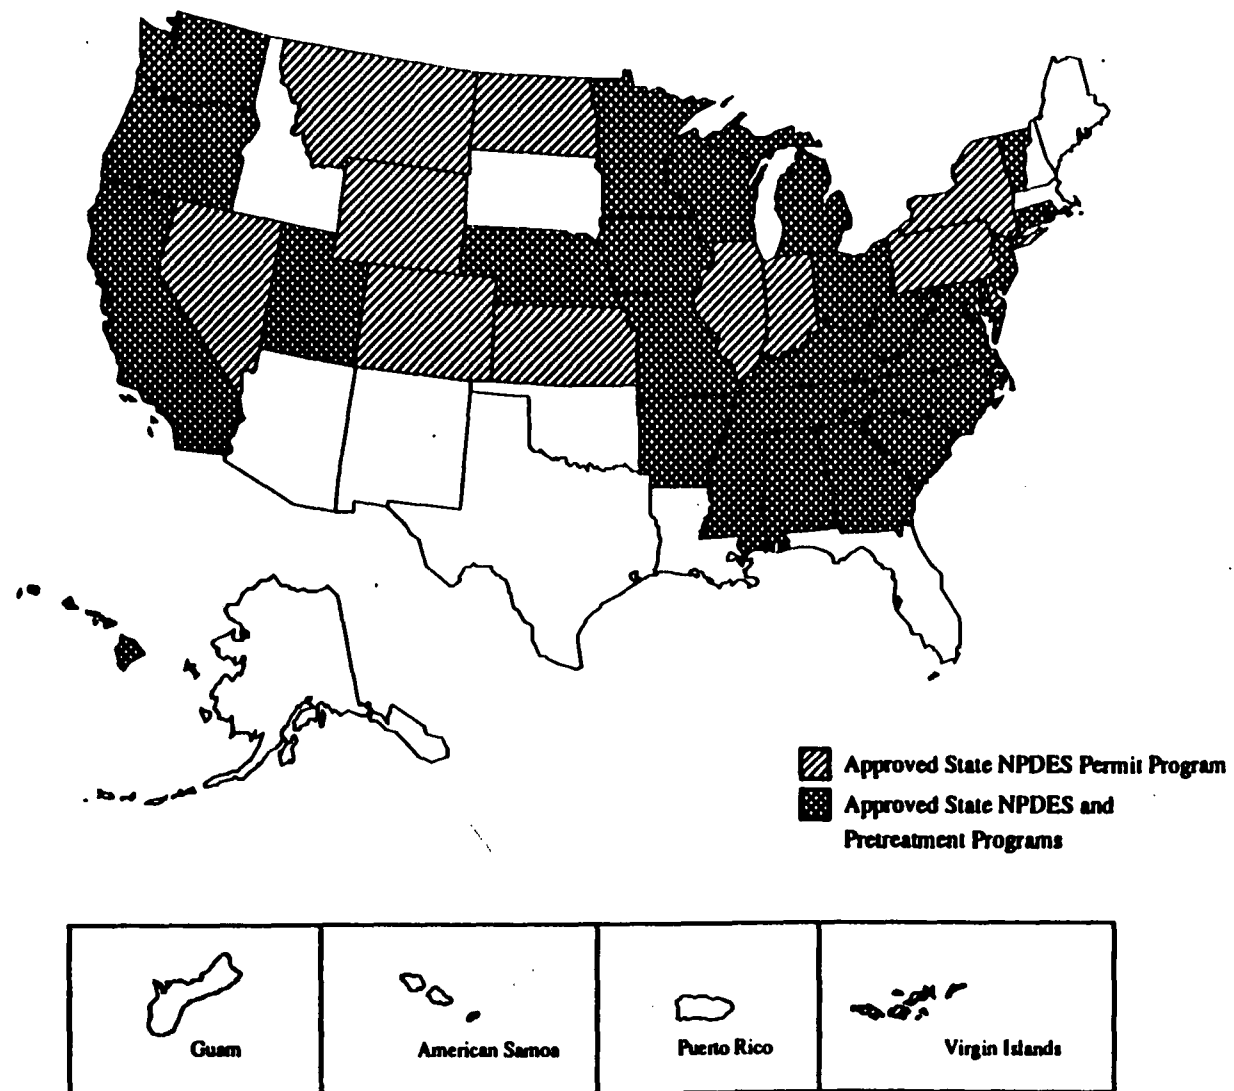 Approved State NPDES Permit Program
Approved State NPDES and
Pretreatment Programs
Guam
American Samoa
Puerto Rico
Virgin Islands